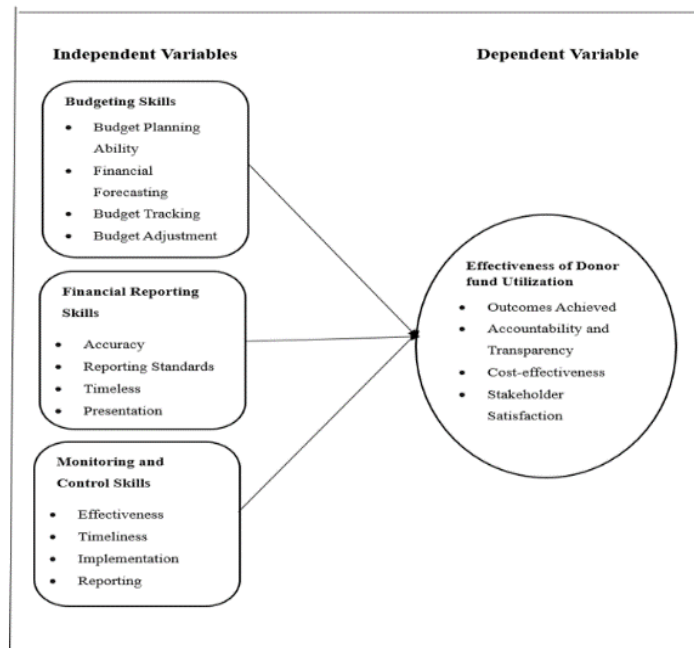 Independent Variables
Dependent Variable
Budgeting Skills
• Budget Planning
Ability
• Financial
Forecasting
• Budget Tracking
• Budget Adjustment
Financial Reporting
Skills
• Accuracy
• Reporting Standards
• Timeless
• Presentation
Monitoring and
Control Skills
• Effectiveness
• Timeliness
• Implementation
• Reporting
Effectiveness of Donor
fund Utilization
• Outcomes Achieved
• Accountability and
Transparency
• Cost-effectiveness
• Stakeholder
Satisfaction